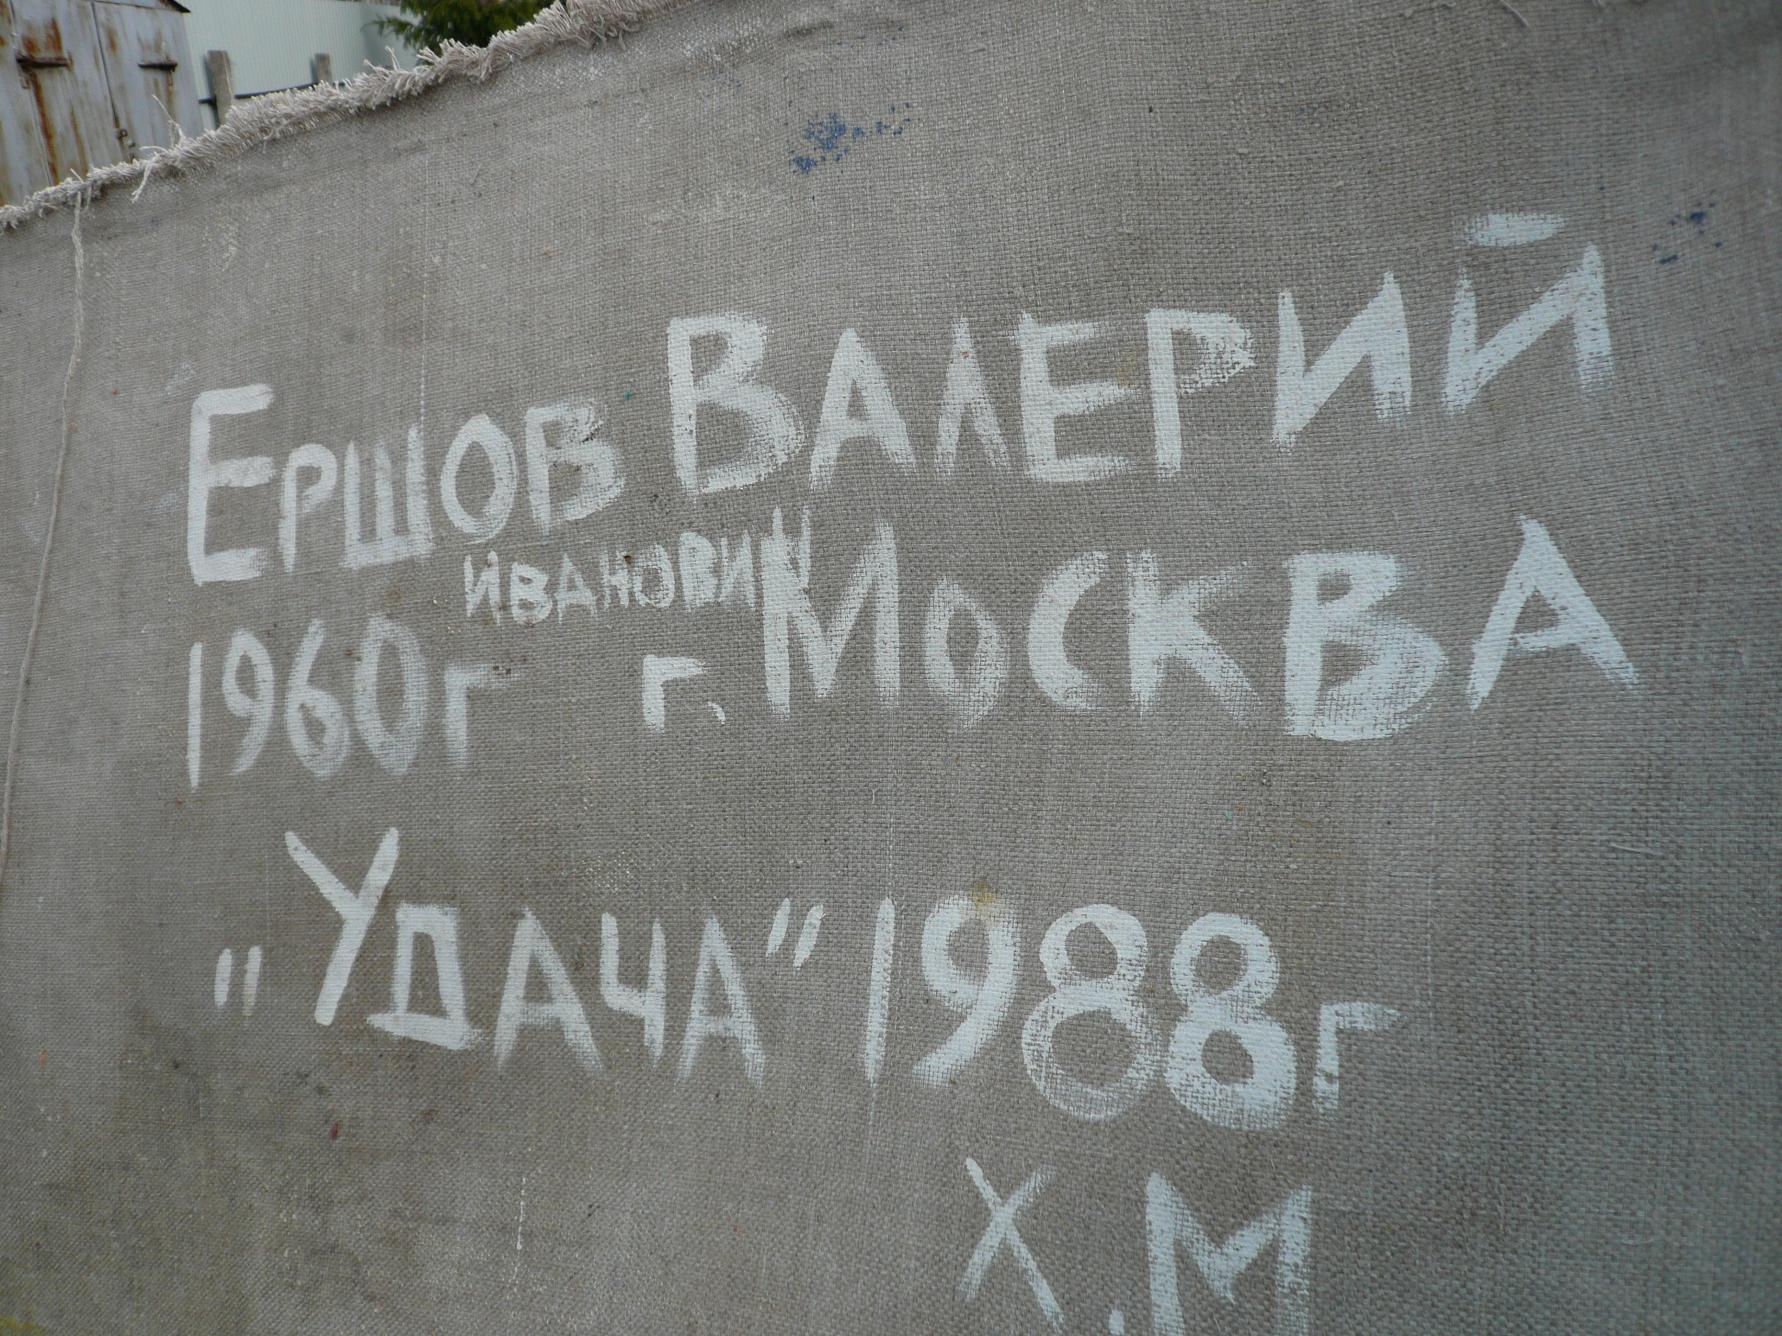 Ершов Валерий
Иванович
1960г г. Москва
"Удача" 1988г
Х.М